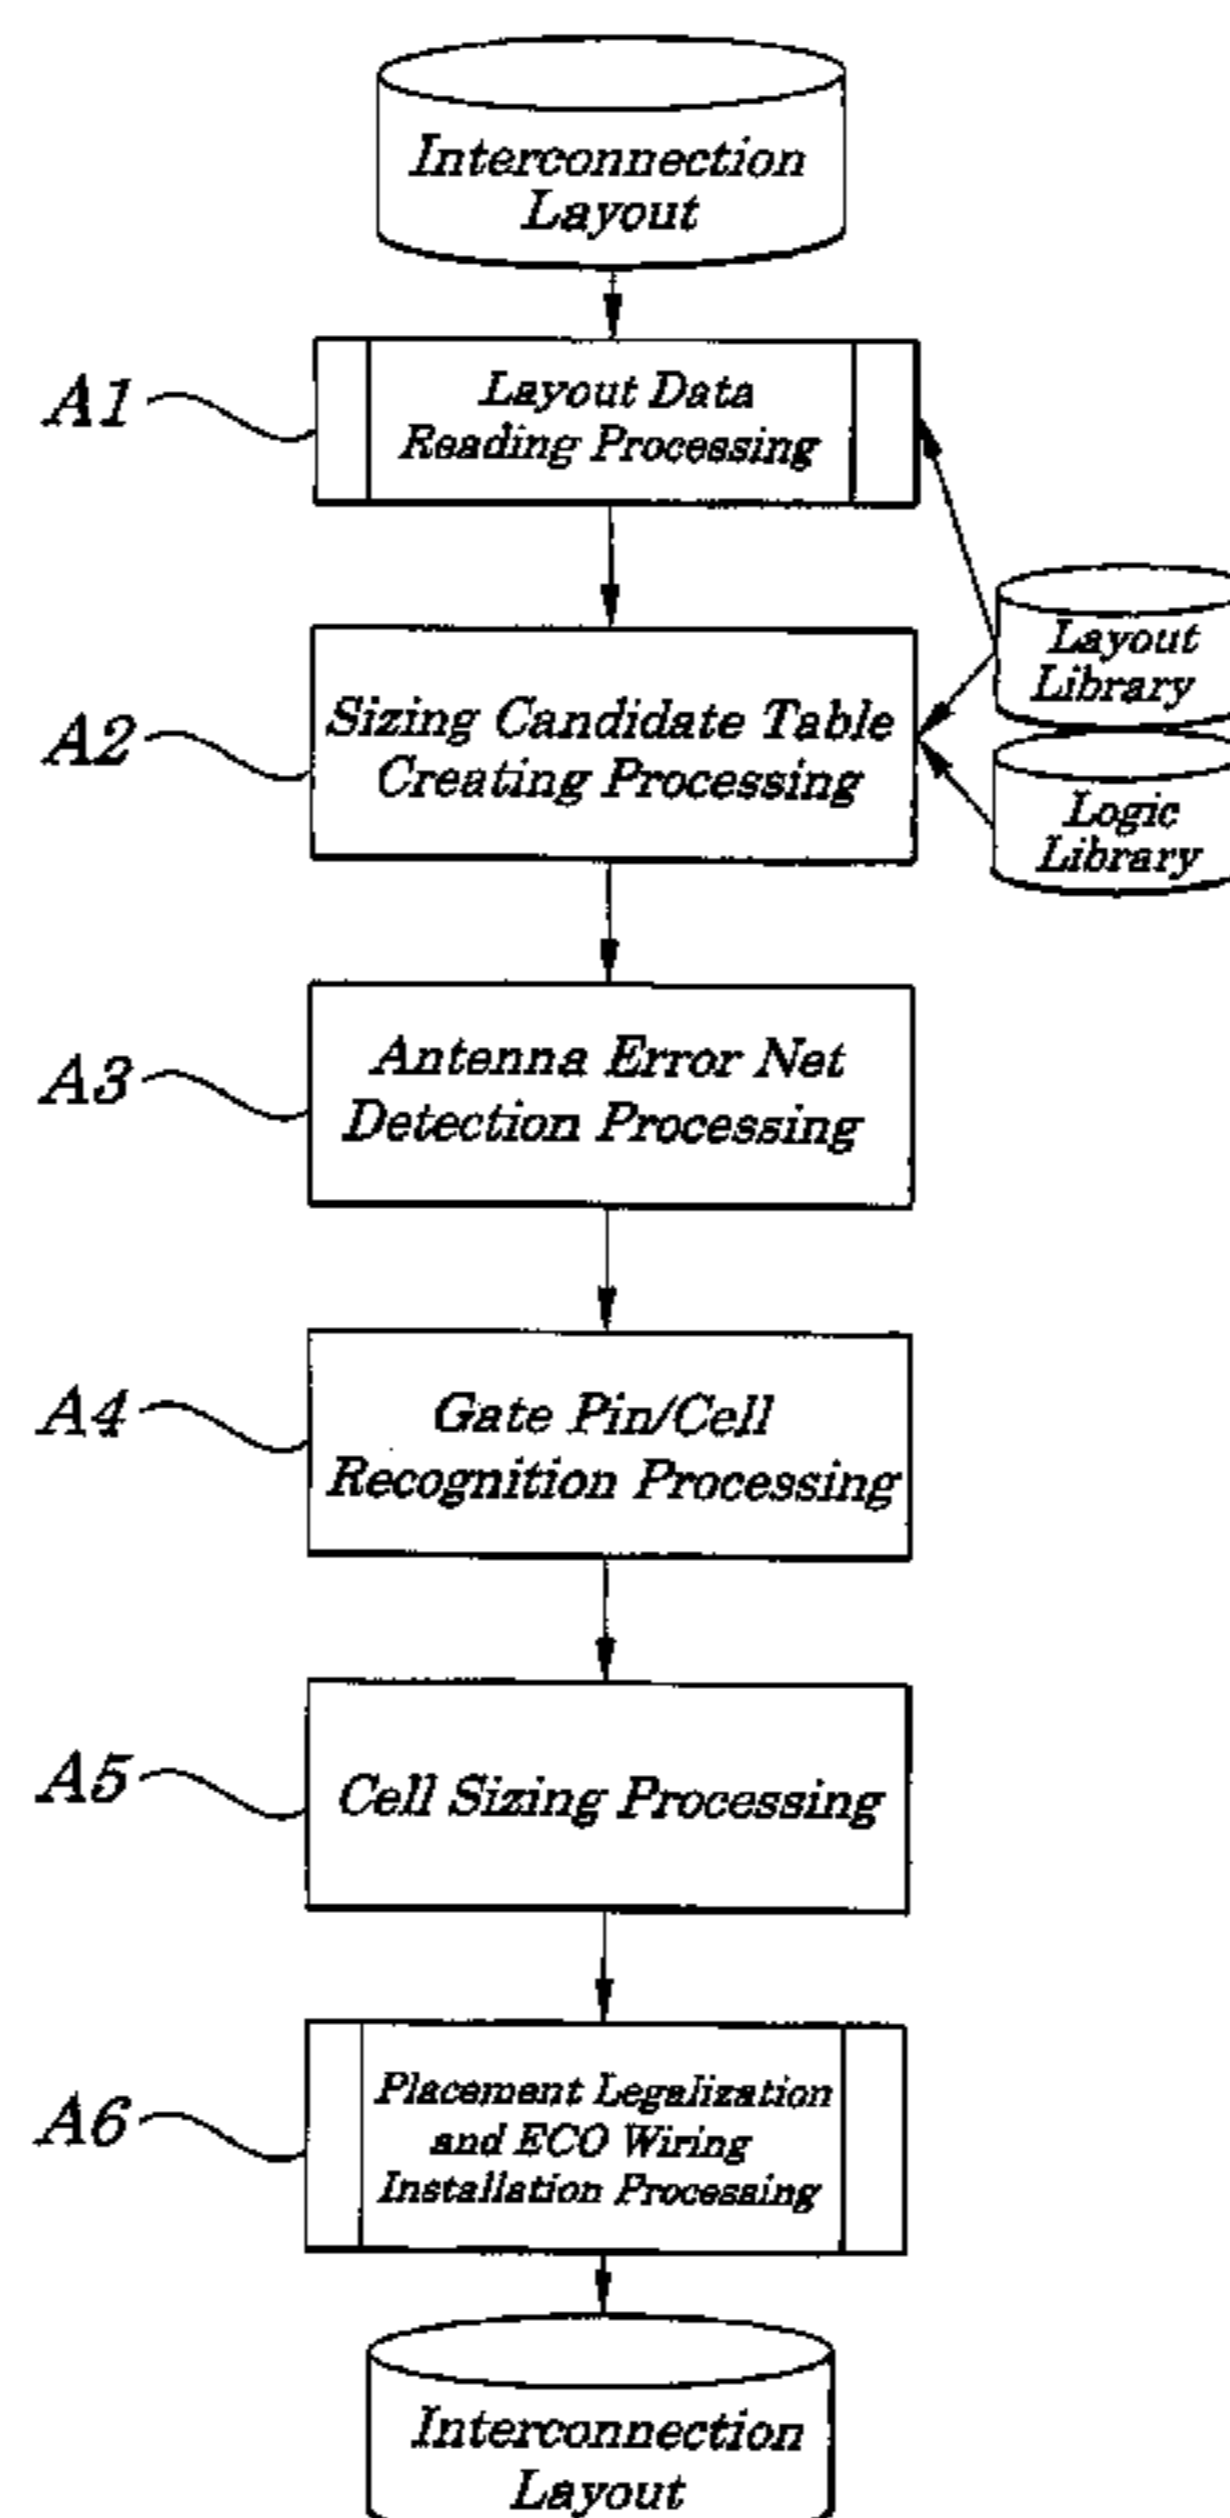 Interconnection
Layout
A1
Layout Data
Reading Processing
Layout
Library
A2
Sizing Candidate Table
Creating Processing
Logic
Library
A3
Antenna Error Net
Detection Processing
A4
Gate Pin/Cell
Recognition Processing
A5
Cell Sizing Processing
A6
Placement Legalization
and ECO Wiring
Installation Processing
Interconnection
Layout